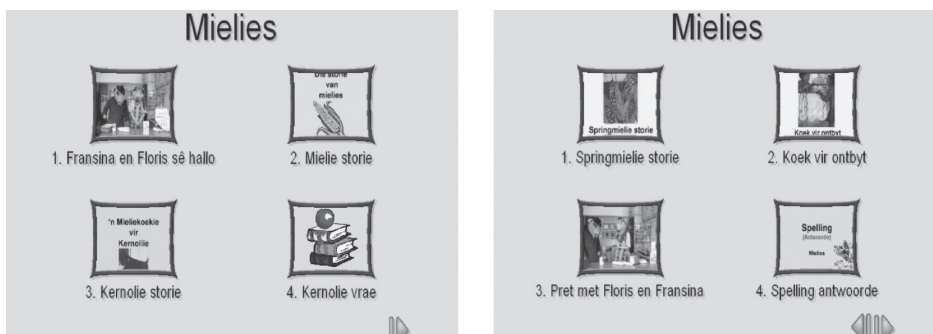 Mielies
1. Fransina en Floris sê hallo
Die storie
van
mielies
2. Mielie storie
'n Mieliekoekie
vir
Kernollie
3. Kernolie storie
4. Kernolie vrae
Mielies
Springmielie storie
1. Springmielie storie
Koek vir ontbyt
2. Koek vir ontbyt
3. Pret met Floris en Fransina
Spelling
(Antwoorde)
Mielies
4. Spelling antwoorde